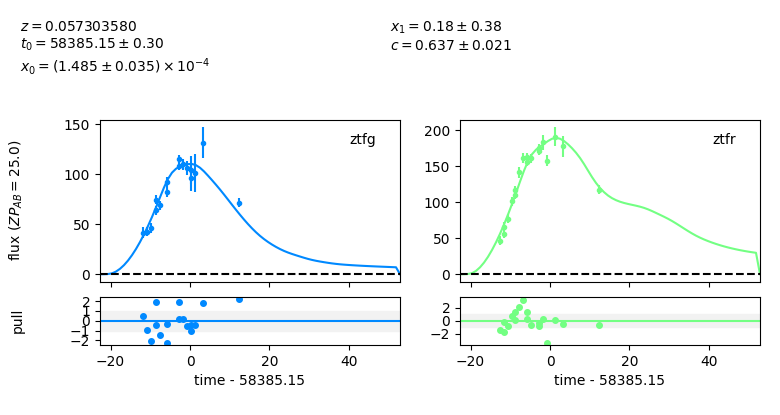 z = 0.057303580
t₀ = 58385.15 ± 0.30
x₀ = (1.485 ± 0.035) × 10⁻⁴
x₁ = 0.18 ± 0.38
c = 0.637 ± 0.021
flux (ZP_AB = 25.0)
150
100
50
0
ztfg
200
150
100
50
0
ztfr
pull
2
1
0
−1
−2
−20
0
20
40
time - 58385.15
2
0
−2
−20
0
20
40
time - 58385.15